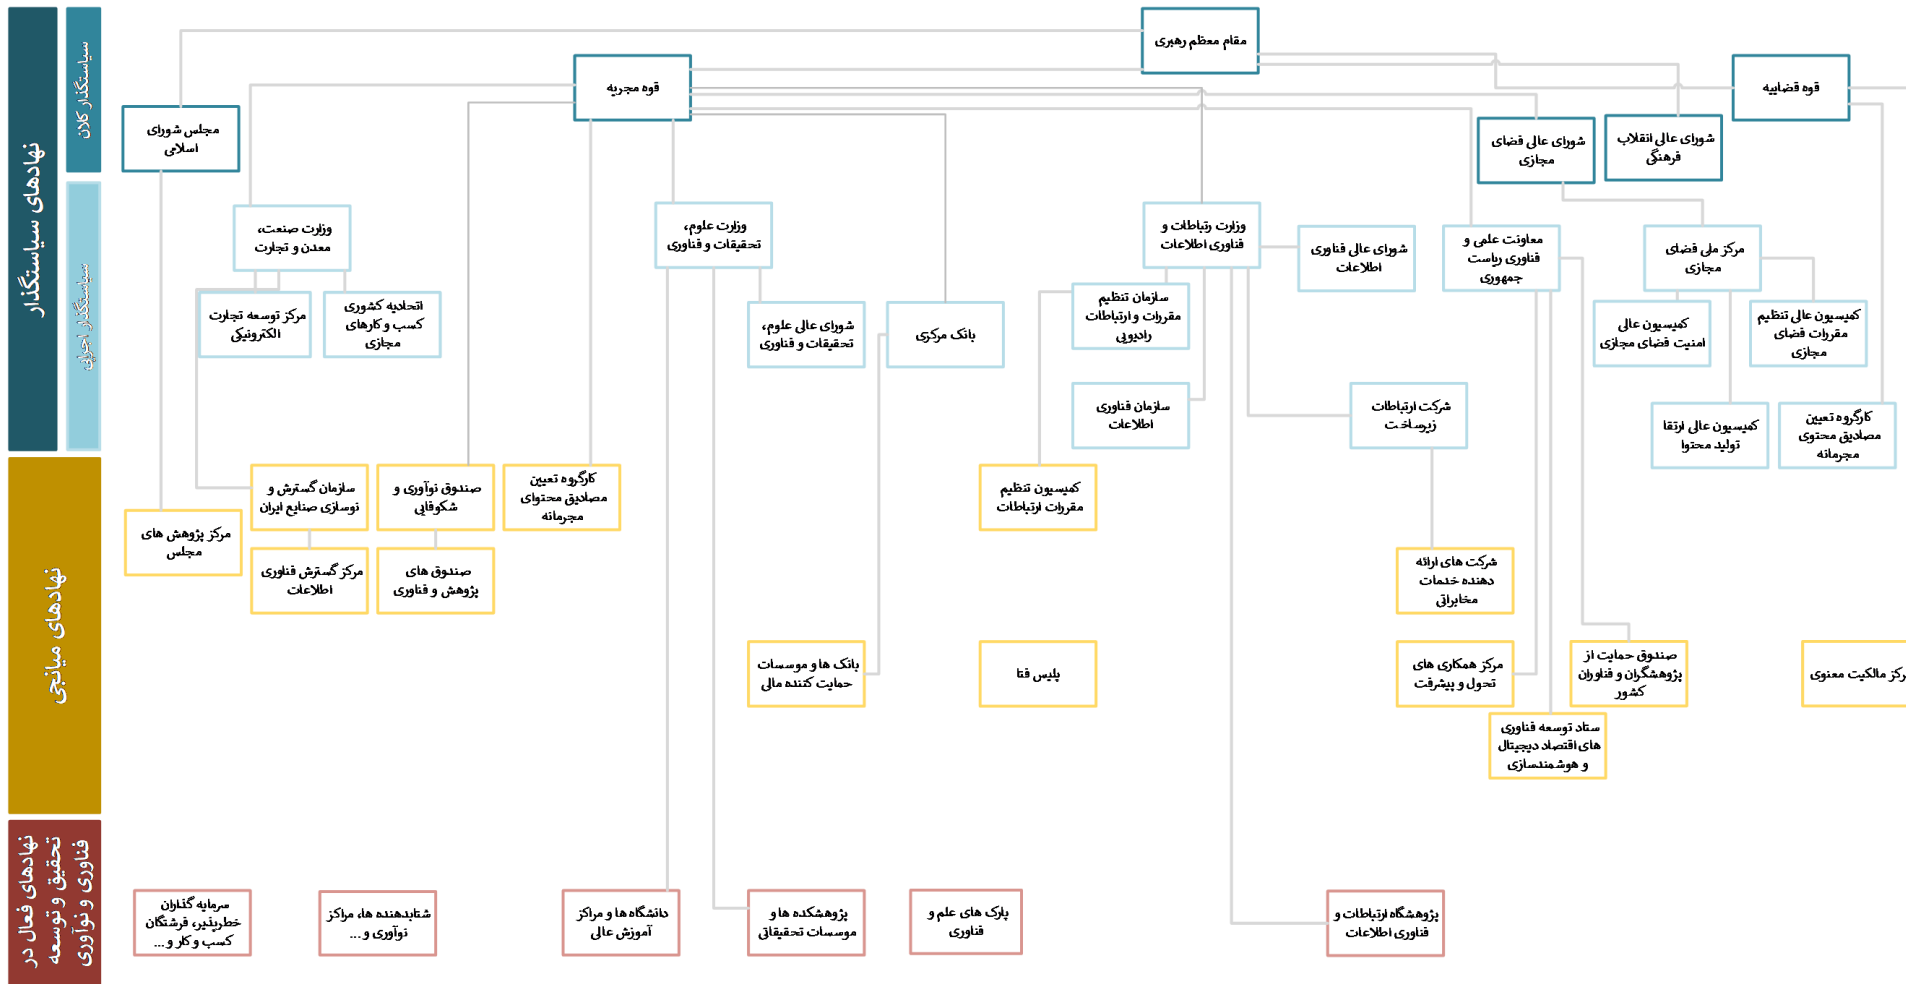 نهادهای سیاستگذار
سیاستگذار کلان
سیاستگذار اجرایی
نهادهای میانجی
نهادهای فعال در
تحقیق و توسعه
فناوری و نوآوری
مقام معظم رهبری
قوه مجریه
قوه قضاییه
مجلس شورای
اسلامی
شورای عالی فضای
مجازی
شورای عالی انقلاب
فرهنگی
وزارت صنعت،
معدن و تجارت
وزارت علوم،
تحقیقات و فناوری
وزارت رتباطات و
فناوری اطلاعات
شورای عالی فناوری
اطلاعات
معاونت علمی و
فناوری ریاست
جمهوری
مرکز ملی فضای
مجازی
مرکز توسعه تجارت
الکترونیکی
اتحادیه کشوری
کسب و کارهای
مجازی
شورای عالی علوم،
تحقیقات و فناوری
بانک مرکزی
سازمان تنظیم
مقررات و ارتباطات
رادیویی
کمیسیون عالی
امنیت فضای مجازی
کمیسیون عالی تنظیم
مقررات فضای
مجازی
سازمان فناوری
اطلاعات
شرکت ارتباطات
زیرساخت
کمیسیون عالی ارتقا
تولید محتوا
کارگروه تعیین
مصادیق محتوی
مجرمانه
سازمان گسترش و
نوسازی صنایع ایران
صندوق نوآوری و
شکوفایی
کارگروه تعیین
مصادیق محتوای
مجرمانه
کمیسیون تنظیم
مقررات ارتباطات
مرکز پژوهش های
مجلس
مرکز گسترش فناوری
اطلاعات
صندوق های
پژوهش و فناوری
شرکت های ارائه
دهنده خدمات
مخابراتی
بانک ها و موسسات
حمایت کننده مالی
پلیس فتا
مرکز همکاری های
تحول و پیشرفت
صندوق حمایت از
پژوهشگران و فناوران
کشور
رکز مالکیت معنوی
ستاد توسعه فناوری
های اقتصاد دیجیتال
و هوشمندسازی
سرمایه گذاران
خطرپذیر، فرشتگان
کسب و کار و ...
شتابدهنده ها، مراکز
نوآوری و ...
دانشگاه ها و مراکز
آموزش عالی
پژوهشکده ها و
موسسات تحقیقاتی
پارک های علم و
فناوری
پژوهشگاه ارتباطات و
فناوری اطلاعات